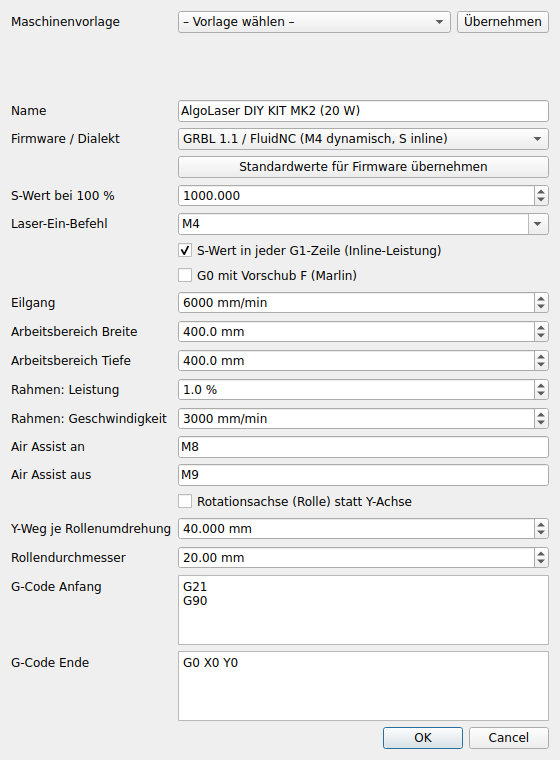 Maschinenvorlage – Vorlage wählen – Übernehmen
Name AlgoLaser DIY KIT MK2 (20 W)
Firmware / Dialekt GRBL 1.1 / FluidNC (M4 dynamisch, S inline)
Standardwerte für Firmware übernehmen
S-Wert bei 100 % 1000.000
Laser-Ein-Befehl M4
S-Wert in jeder G1-Zeile (Inline-Leistung)
G0 mit Vorschub F (Marlin)
Eilgang 6000 mm/min
Arbeitsbereich Breite 400.0 mm
Arbeitsbereich Tiefe 400.0 mm
Rahmen: Leistung 1.0 %
Rahmen: Geschwindigkeit 3000 mm/min
Air Assist an M8
Air Assist aus M9
Rotationsachse (Rolle) statt Y-Achse
Y-Weg je Rollenumdrehung 40.000 mm
Rollendurchmesser 20.00 mm
G-Code Anfang G21
G90
G-Code Ende G0 X0 Y0
OK Cancel